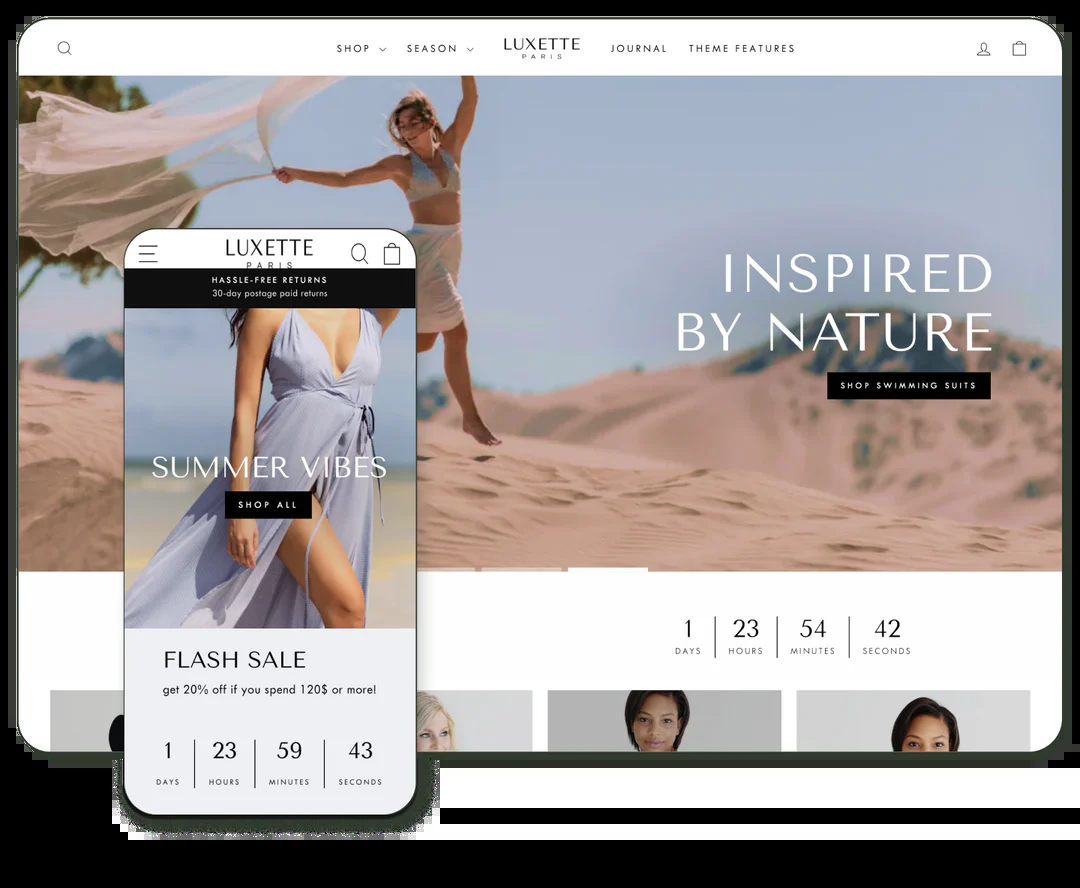 SHOP
SEASON
LUXETTE
PARIS
JOURNAL
THEME FEATURES
INSPIRED
BY NATURE
SHOP SWIMMING SUITS
1
DAYS
23
HOURS
54
MINUTES
42
SECONDS
LUXETTE
PARIS
HASSLE-FREE RETURNS
30-day postage paid returns
SUMMER VIBES
SHOP ALL
FLASH SALE
get 20% off if you spend 120$ or more!
1
DAYS
23
HOURS
59
MINUTES
43
SECONDS